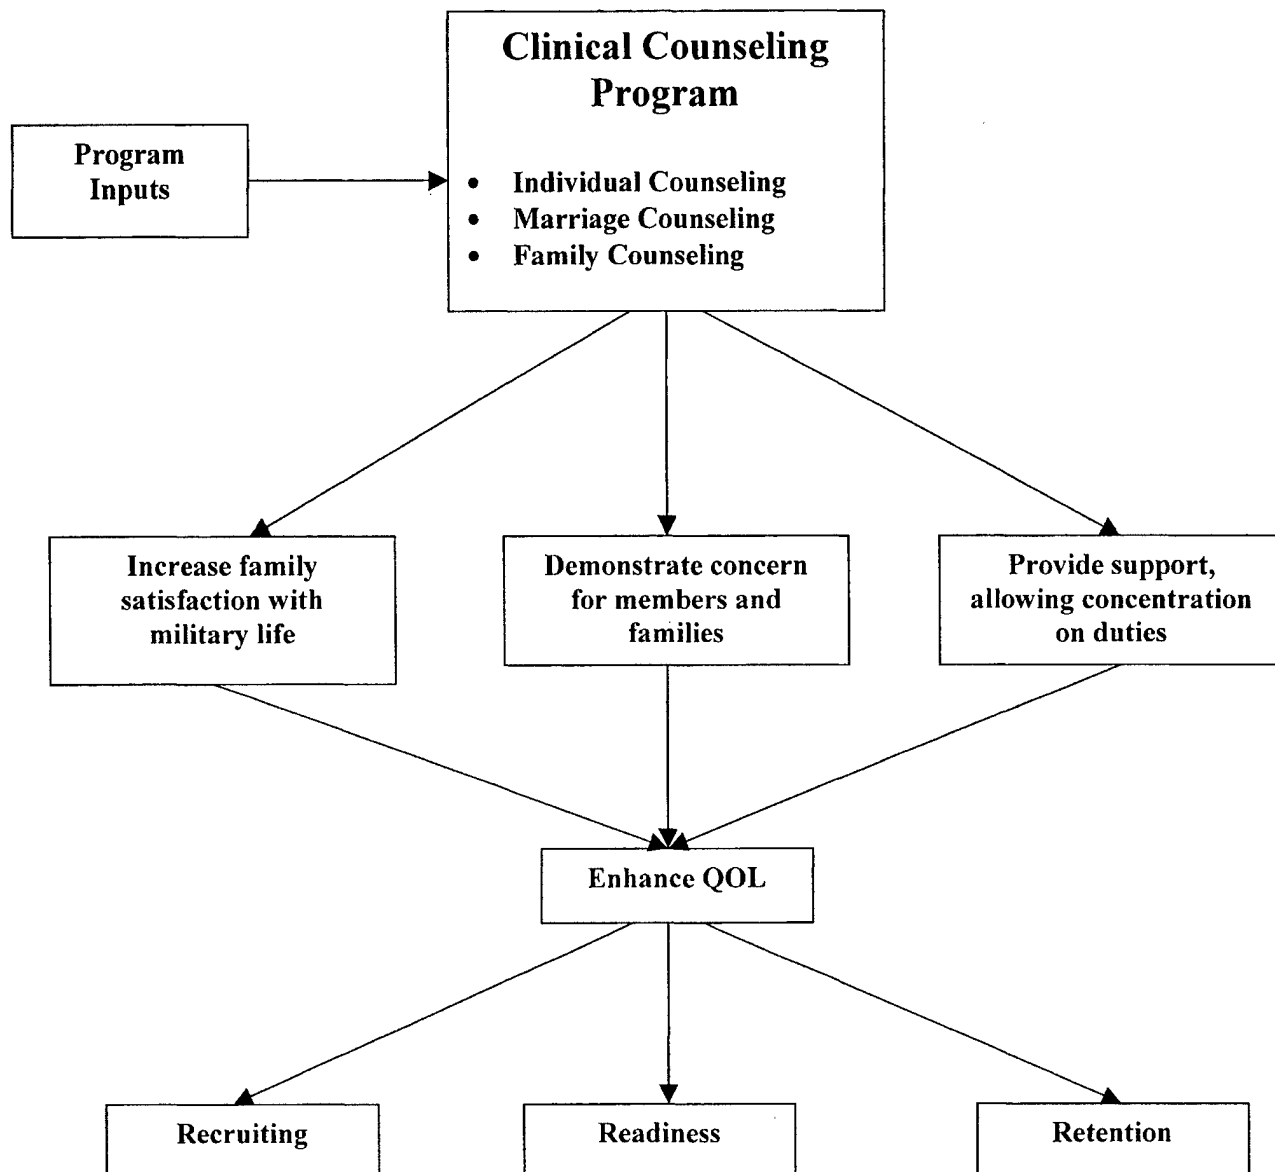 Clinical Counseling
Program
Program
Inputs
• Individual Counseling
• Marriage Counseling
• Family Counseling
Increase family
satisfaction with
military life
Demonstrate concern
for members and
families
Provide support,
allowing concentration
on duties
Enhance QOL
Recruiting
Readiness
Retention